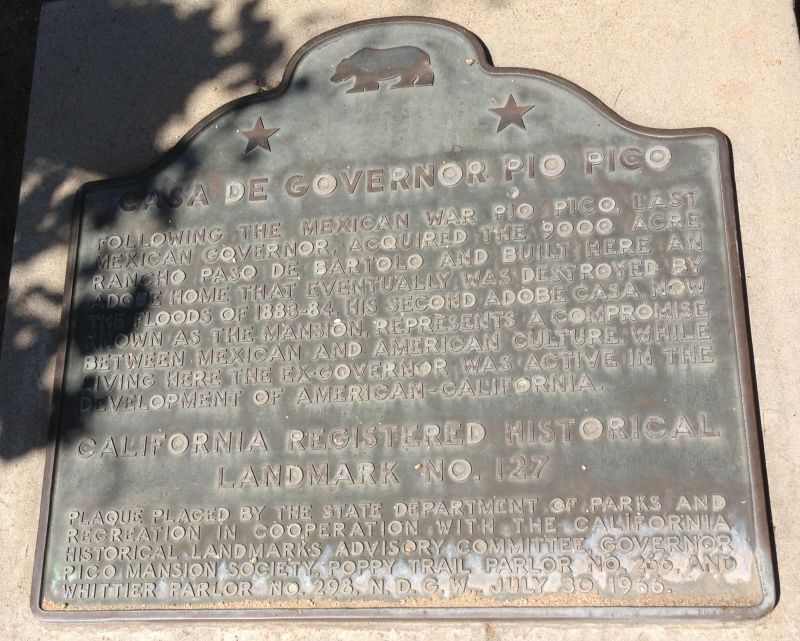 CASA DE GOVERNOR PIO PICO
FOLLOWING THE MEXICAN WAR PIO PICO, LAST
MEXICAN GOVERNOR, ACQUIRED THE 9000 ACRE
RANCHO PASO DE BARTOLO AND BUILT HERE AN
ADOBE HOME THAT EVENTUALLY WAS DESTROYED BY
THE FLOODS OF 1883-84. HIS SECOND ADOBE CASA, NOW
KNOWN AS THE MANSION, REPRESENTS A COMPROMISE
BETWEEN MEXICAN AND AMERICAN CULTURE. WHILE
LIVING HERE THE EX-GOVERNOR WAS ACTIVE IN THE
DEVELOPMENT OF AMERICAN-CALIFORNIA.
CALIFORNIA REGISTERED HISTORICAL
LANDMARK NO. 127
PLAQUE PLACED BY THE STATE DEPARTMENT OF PARKS AND
RECREATION IN COOPERATION WITH THE CALIFORNIA
HISTORICAL LANDMARKS ADVISORY COMMITTEE, GOVERNOR
PICO MANSION SOCIETY, POPPY TRAIL PARLOR NO. 266, AND
WHITTIER PARLOR NO. 298, N.D.G.W., JULY 30, 1966.